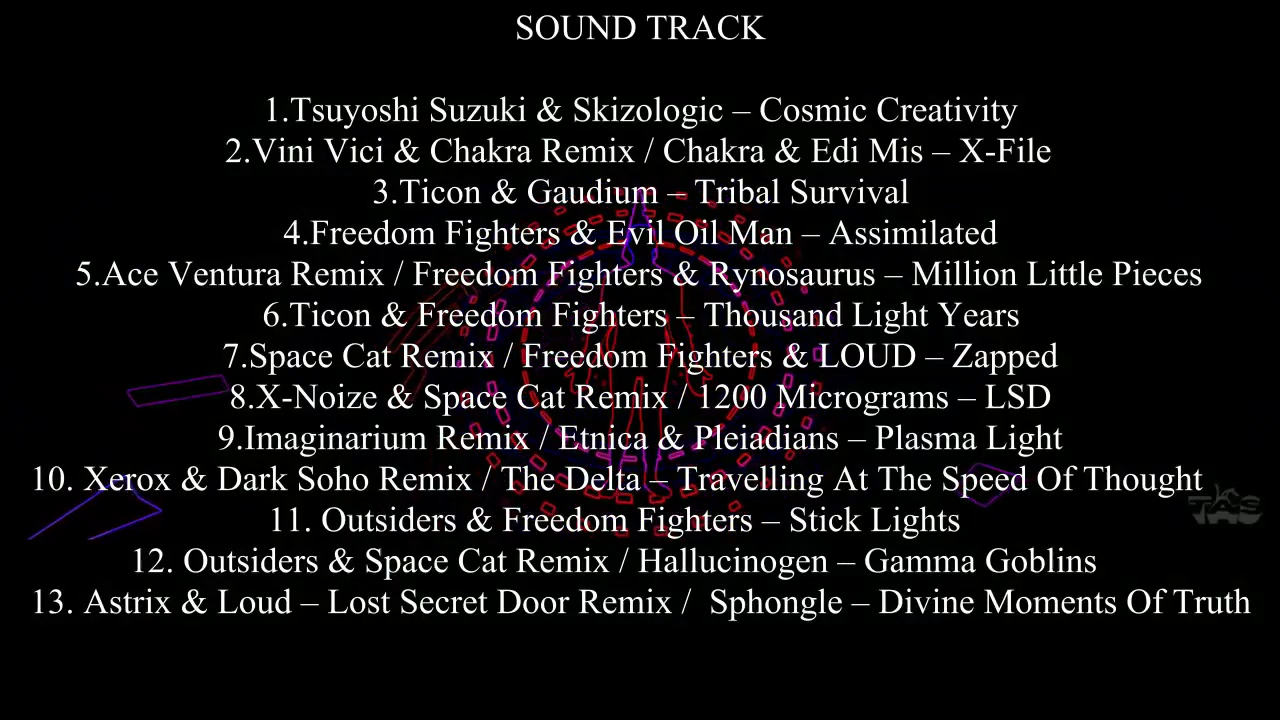 SOUND TRACK
1.Tsuyoshi Suzuki & Skizologic – Cosmic Creativity
2.Vini Vici & Chakra Remix / Chakra & Edi Mis – X-File
3.Ticon & Gaudium – Tribal Survival
4.Freedom Fighters & Evil Oil Man – Assimilated
5.Ace Ventura Remix / Freedom Fighters & Rynosaurus – Million Little Pieces
6.Ticon & Freedom Fighters – Thousand Light Years
7.Space Cat Remix / Freedom Fighters & LOUD – Zapped
8.X-Noize & Space Cat Remix / 1200 Micrograms – LSD
9.Imaginarium Remix / Etnica & Pleiadians – Plasma Light
10. Xerox & Dark Soho Remix / The Delta – Travelling At The Speed Of Thought
11. Outsiders & Freedom Fighters – Stick Lights
12. Outsiders & Space Cat Remix / Hallucinogen – Gamma Goblins
13. Astrix & Loud – Lost Secret Door Remix /  Sphongle – Divine Moments Of Truth